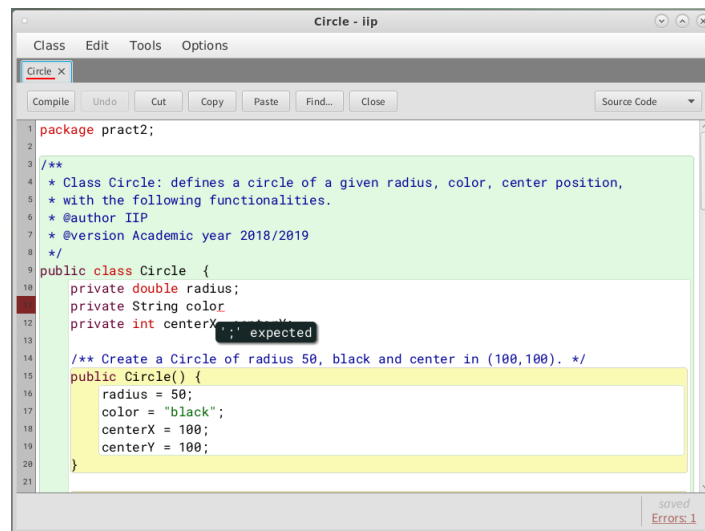 Circle - iip
Class Edit Tools Options
Circle ×
Compile Undo Cut Copy Paste Find... Close Source Code
1 package pract2;
2
3 /**
4 * Class Circle: defines a circle of a given radius, color, center position,
5 * with the following functionalities.
6 * @author IIP
7 * @version Academic year 2018/2019
8 */
9 public class Circle {
10 private double radius;
private String color
12 private int centerX
';' expected
13
14 /** Create a Circle of radius 50, black and center in (100,100). */
15 public Circle() {
16 radius = 50;
17 color = "black";
18 centerX = 100;
19 centerY = 100;
20 }
21
saved
Errors: 1